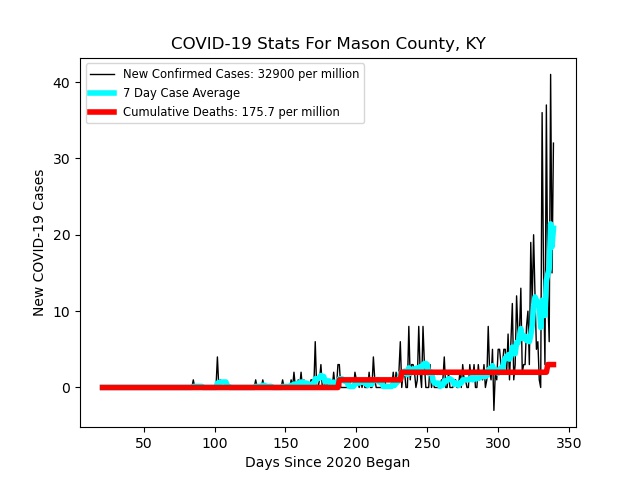 COVID-19 Stats For Mason County, KY
New Confirmed Cases: 32900 per million
7 Day Case Average
Cumulative Deaths: 175.7 per million
New COVID-19 Cases
40
30
20
10
0
50 100 150 200 250 300 350
Days Since 2020 Began